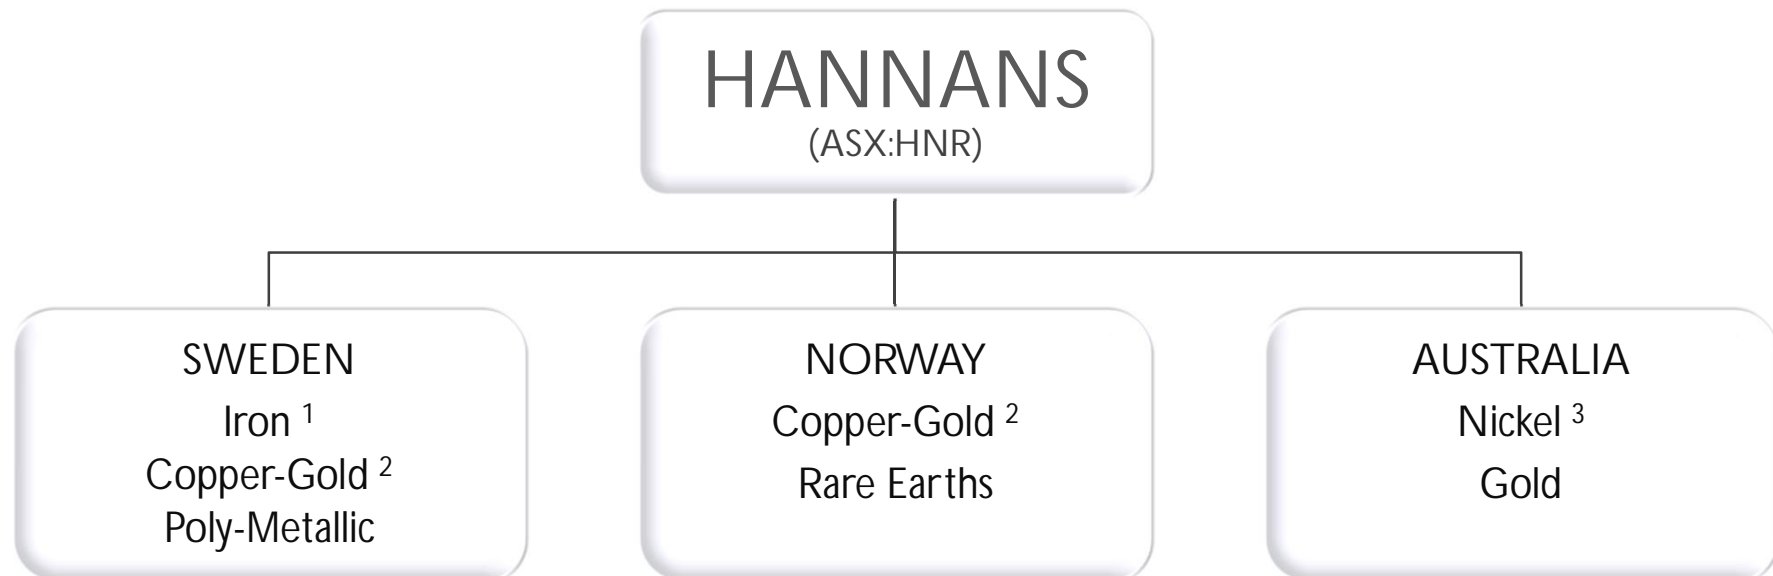 HANNANS
(ASX:HNR)
SWEDEN
Iron ¹
Copper-Gold ²
Poly-Metallic
NORWAY
Copper-Gold ²
Rare Earths
AUSTRALIA
Nickel ³
Gold